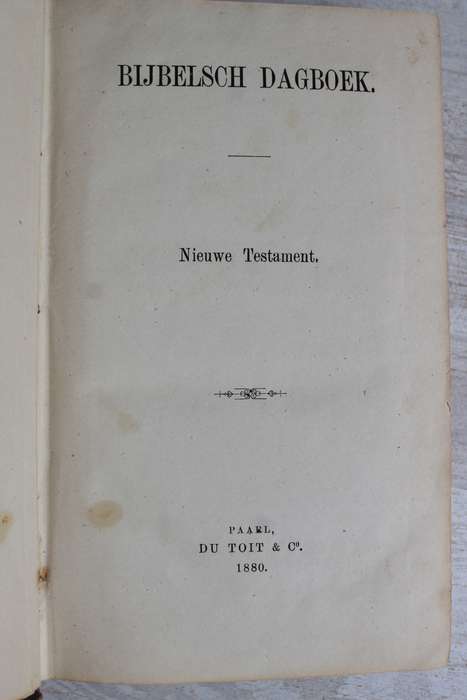 BIJBELSCH DAGBOEK.
Nieuwe Testament.
PAARL,
DU TOIT & Cº.
1880.